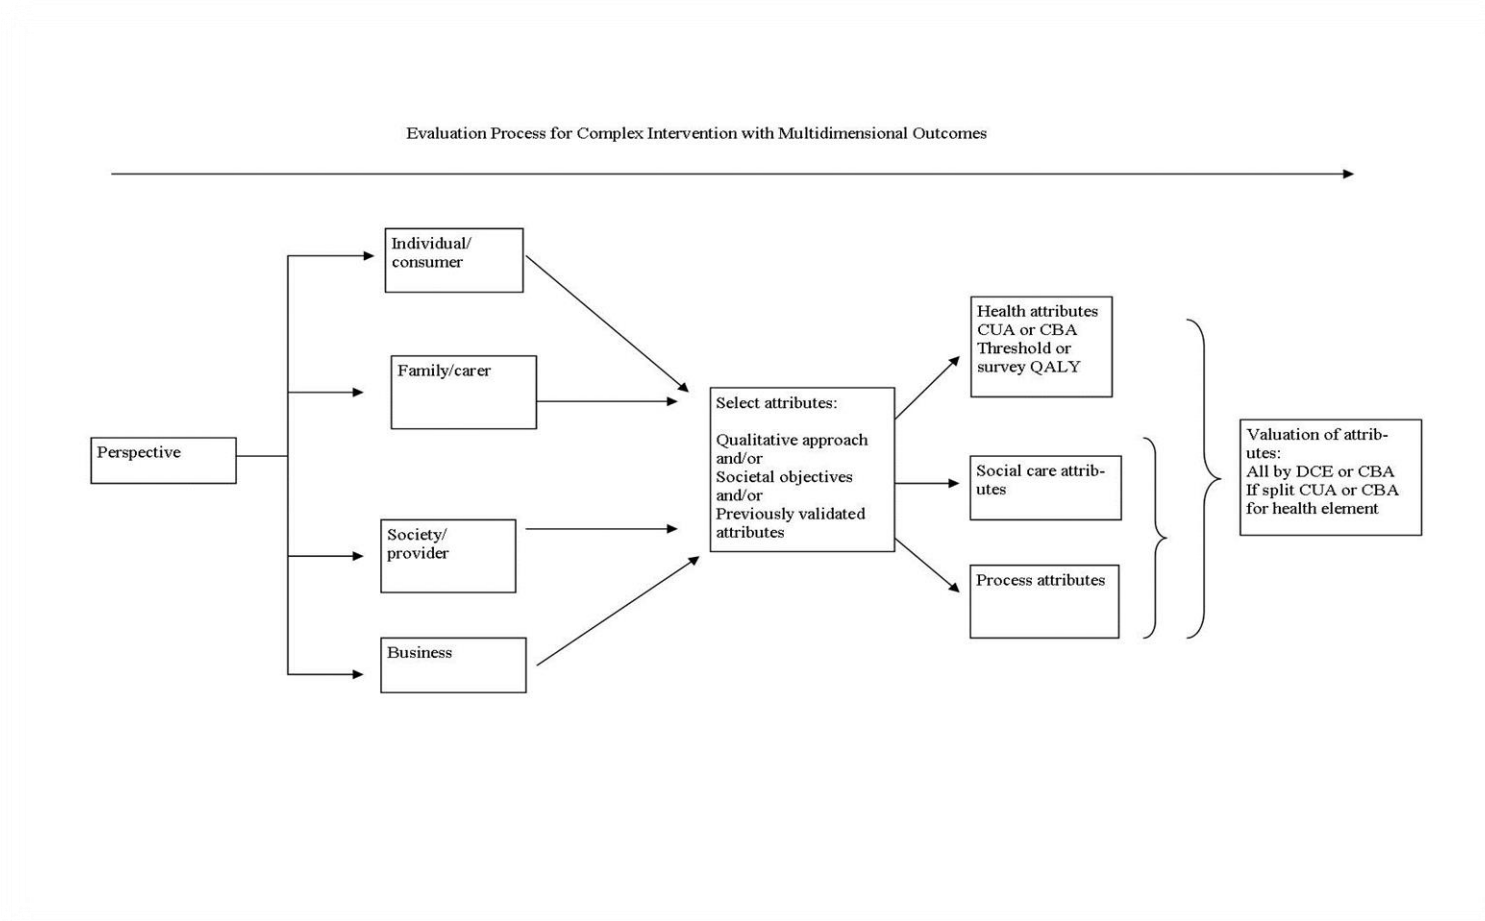 Evaluation Process for Complex Intervention with Multidimensional Outcomes
Perspective
Individual/
consumer
Family/carer
Society/
provider
Business
Select attributes:
Qualitative approach
and/or
Societal objectives
and/or
Previously validated
attributes
Health attributes
CUA or CBA
Threshold or
survey QALY
Social care attrib-
utes
Process attributes
Valuation of attrib-
utes:
All by DCE or CBA
If split CUA or CBA
for health element